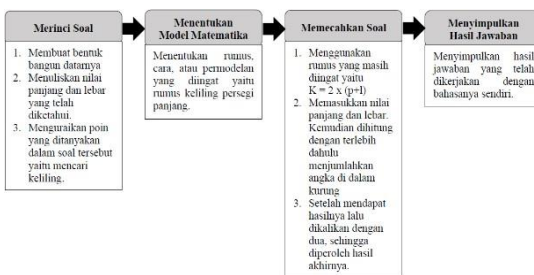 Merinci Soal
1. Membuat bentuk
bangun datarnya
2. Menuliskan nilai
panjang dan lebar
yang telah
diketahui.
3. Menguraikan poin
yang ditanyakan
dalam soal tersebut
yaitu mencari
keliling.
Menentukan
Model Matematika
Menentukan rumus,
cara, atau permodelan
yang diingat yaitu
rumus keliling persegi
panjang.
Memecahkan Soal
1. Menggunakan
rumus yang masih
diingat yaitu
K = 2 x (p+l)
2. Memasukkan nilai
panjang dan lebar.
Kemudian dihitung
dengan terlebih
dahulu
menjumlahkan
angka di dalam
kurung
3. Setelah mendapat
hasilnya lalu
dikalikan dengan
dua, sehingga
diperoleh hasil
akhirnya.
Menyimpulkan
Hasil Jawaban
Menyimpulkan hasil
jawaban yang telah
dikerjakan dengan
bahasanya sendiri.